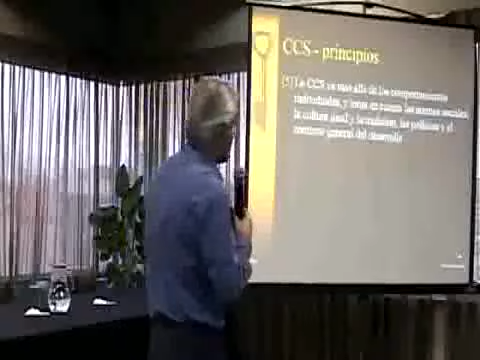 CCS - principios
[5] La CCS va mas allá de los comportamientos
individuales, y toma en cuenta las normas sociales,
la cultura, las políticas y el
contexto general del desarrollo